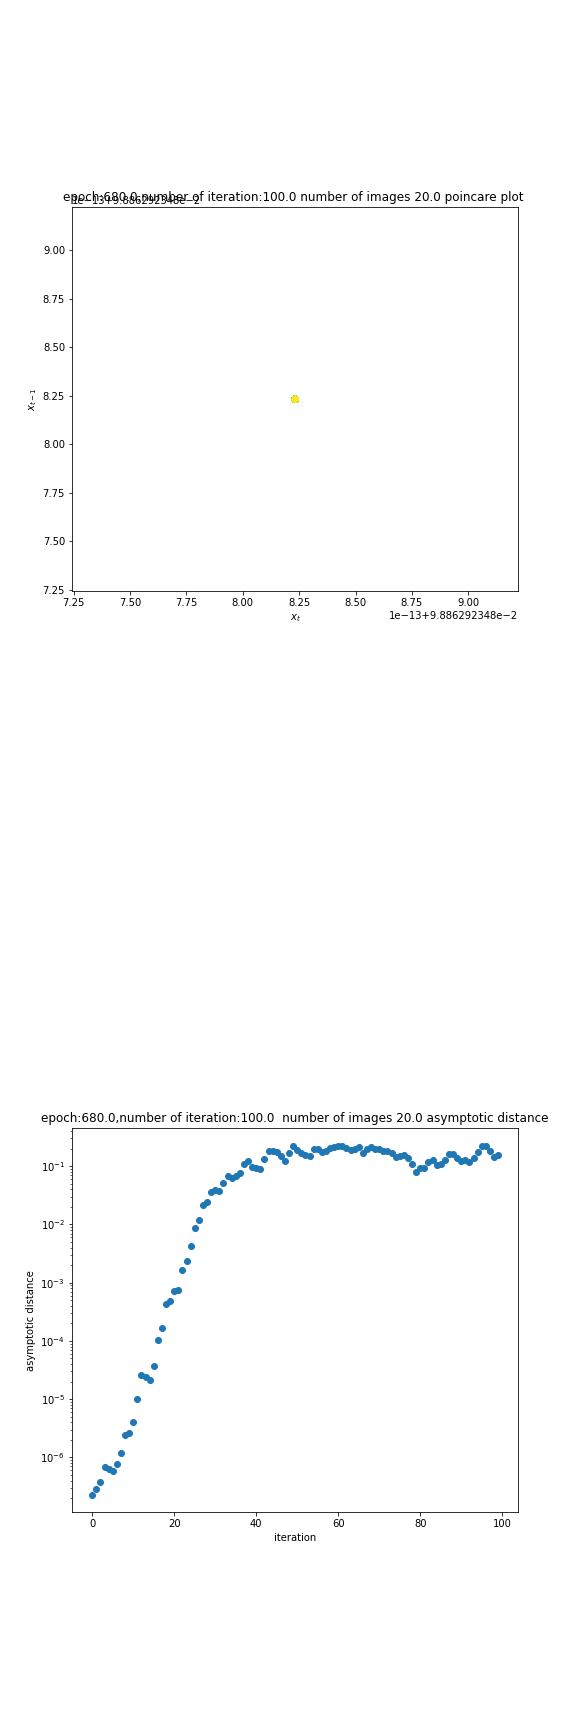 epoch:680.0,number of iteration:100.0 number of images 20.0 poincare plot
1e−13+9.886292348e−2
9.00
8.75
8.50
8.25
8.00
7.75
7.50
7.25
x_{t−1}
7.25 7.50 7.75 8.00 8.25 8.50 8.75 9.00
x_t
1e−13+9.886292348e−2
epoch:680.0,number of iteration:100.0  number of images 20.0 asymptotic distance
10^{−1}
10^{−2}
10^{−3}
10^{−4}
10^{−5}
10^{−6}
asymptotic distance
0 20 40 60 80 100
iteration